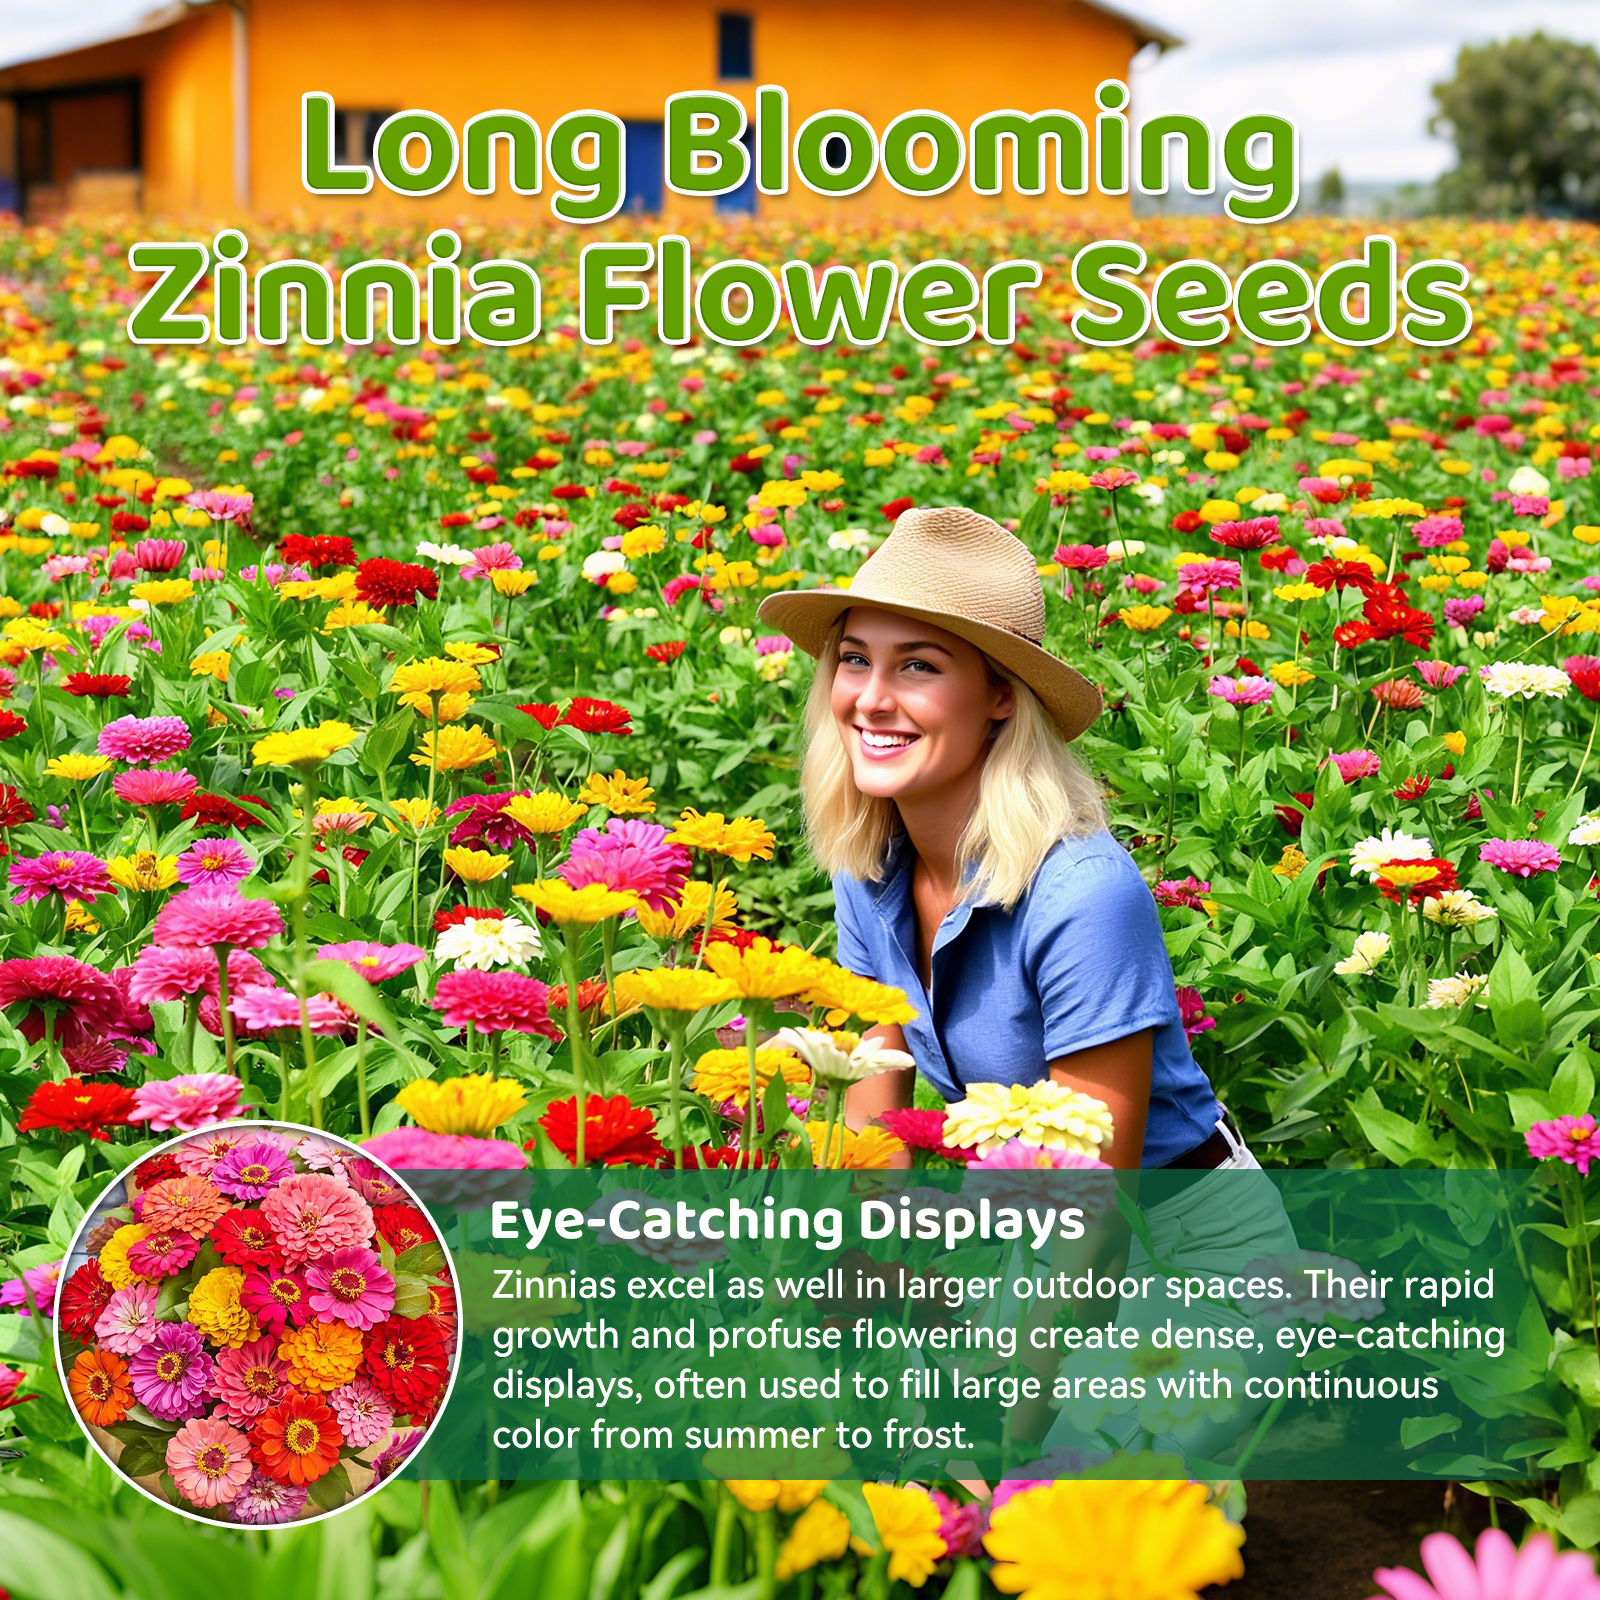 Long Blooming
Zinnia Flower Seeds
Eye-Catching Displays
Zinnias excel as well in larger outdoor spaces. Their rapid
growth and profuse flowering create dense, eye-catching
displays, often used to fill large areas with continuous
color from summer to frost.